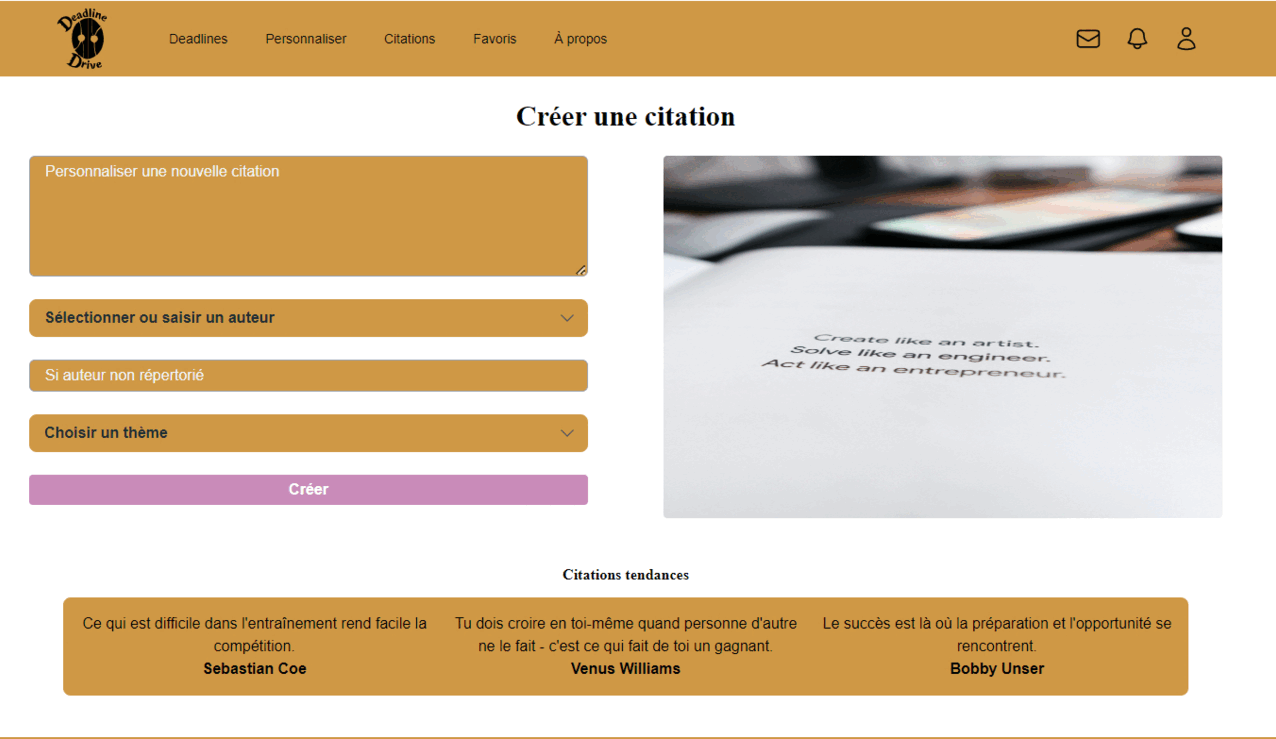 Deadline
Drive
Deadlines
Personnaliser
Citations
Favoris
À propos
Créer une citation
Personnaliser une nouvelle citation
Sélectionner ou saisir un auteur
Si auteur non répertorié
Choisir un thème
Créer
Create like an artist.
Solve like an engineer.
Act like an entrepreneur.
Citations tendances
Ce qui est difficile dans l'entraînement rend facile la
compétition.
Sebastian Coe
Tu dois croire en toi-même quand personne d'autre
ne le fait - c'est ce qui fait de toi un gagnant.
Venus Williams
Le succès est là où la préparation et l'opportunité se
rencontrent.
Bobby Unser